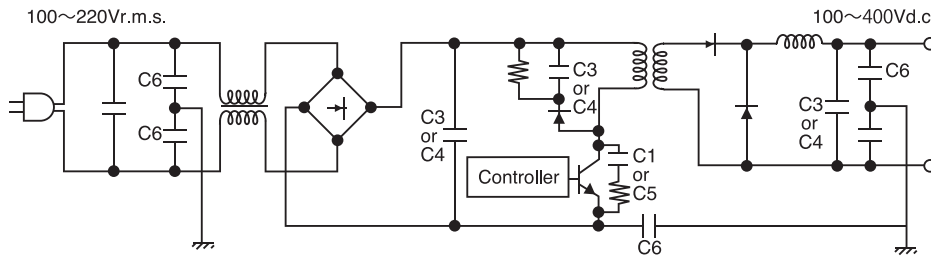 100～220Vr.m.s.
100～400Vd.c
C6
C6
C3
or
C4
C3
or
C4
C1
or
C5
Controller
C6
C3
or
C4
C6